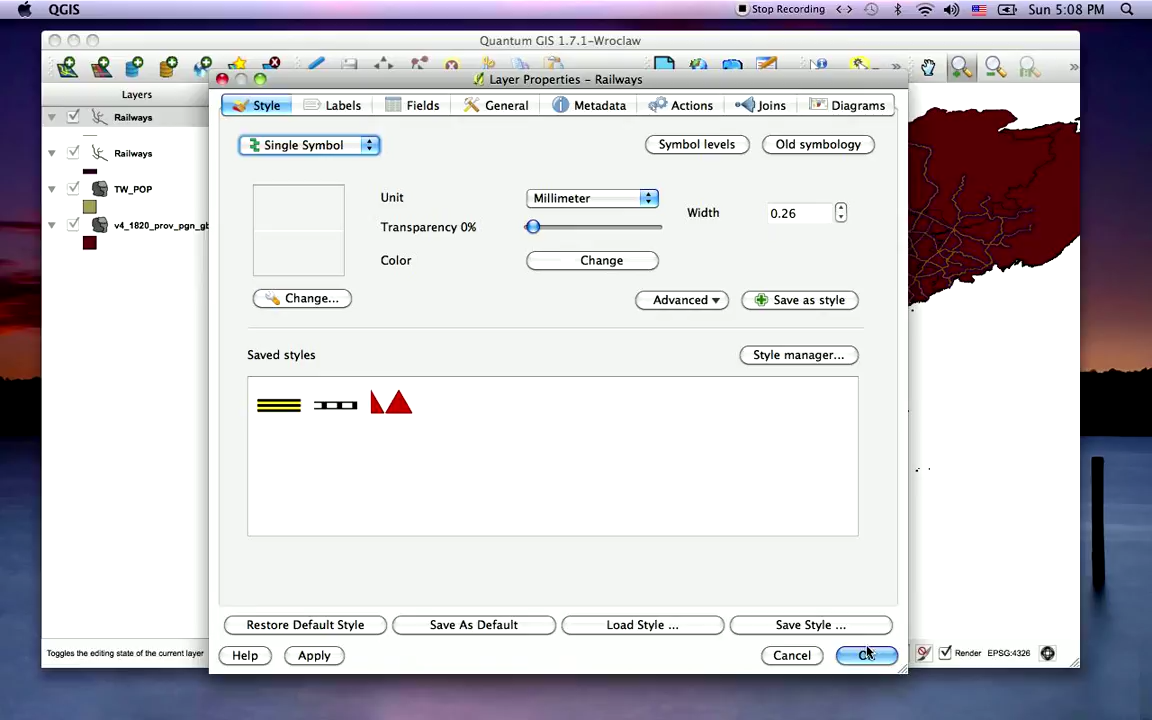 QGIS
Stop Recording
Sun 5:08 PM
Quantum GIS 1.7.1-Wroclaw
Layers
Layer Properties – Railways
Style
Labels
Fields
General
Metadata
Actions
Joins
Diagrams
Railways
Railways
TW_POP
v4_1820_prov_pgn_gb
Single Symbol
Symbol levels
Old symbology
Unit
Millimeter
Width
0.26
Transparency 0%
Color
Change
Change...
Advanced
Save as style
Saved styles
Style manager...
Restore Default Style
Save As Default
Load Style ...
Save Style ...
Help
Apply
Cancel
Toggles the editing state of the current layer
Render
EPSG:4326